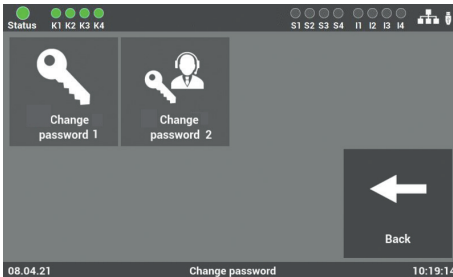 Status K1 K2 K3 K4 S1 S2 S3 S4 I1 I2 I3 I4
Change
password 1
Change
password 2
Back
08.04.21 Change password 10:19:14